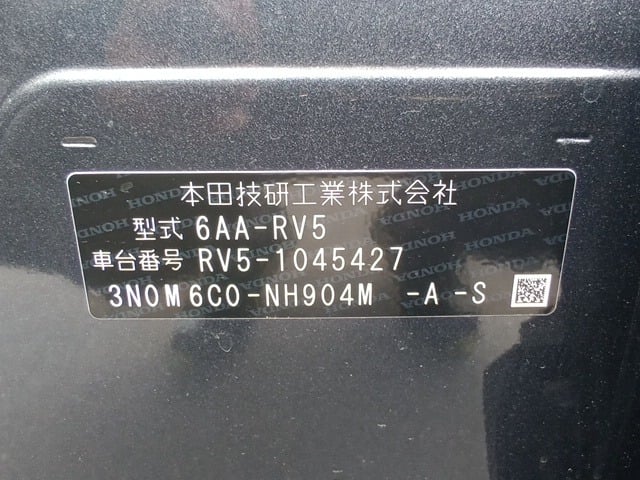 本田技研工業株式会社
型式 6AA-RV5
車台番号 RV5-1045427
3N0M6C0-NH904M -A-S